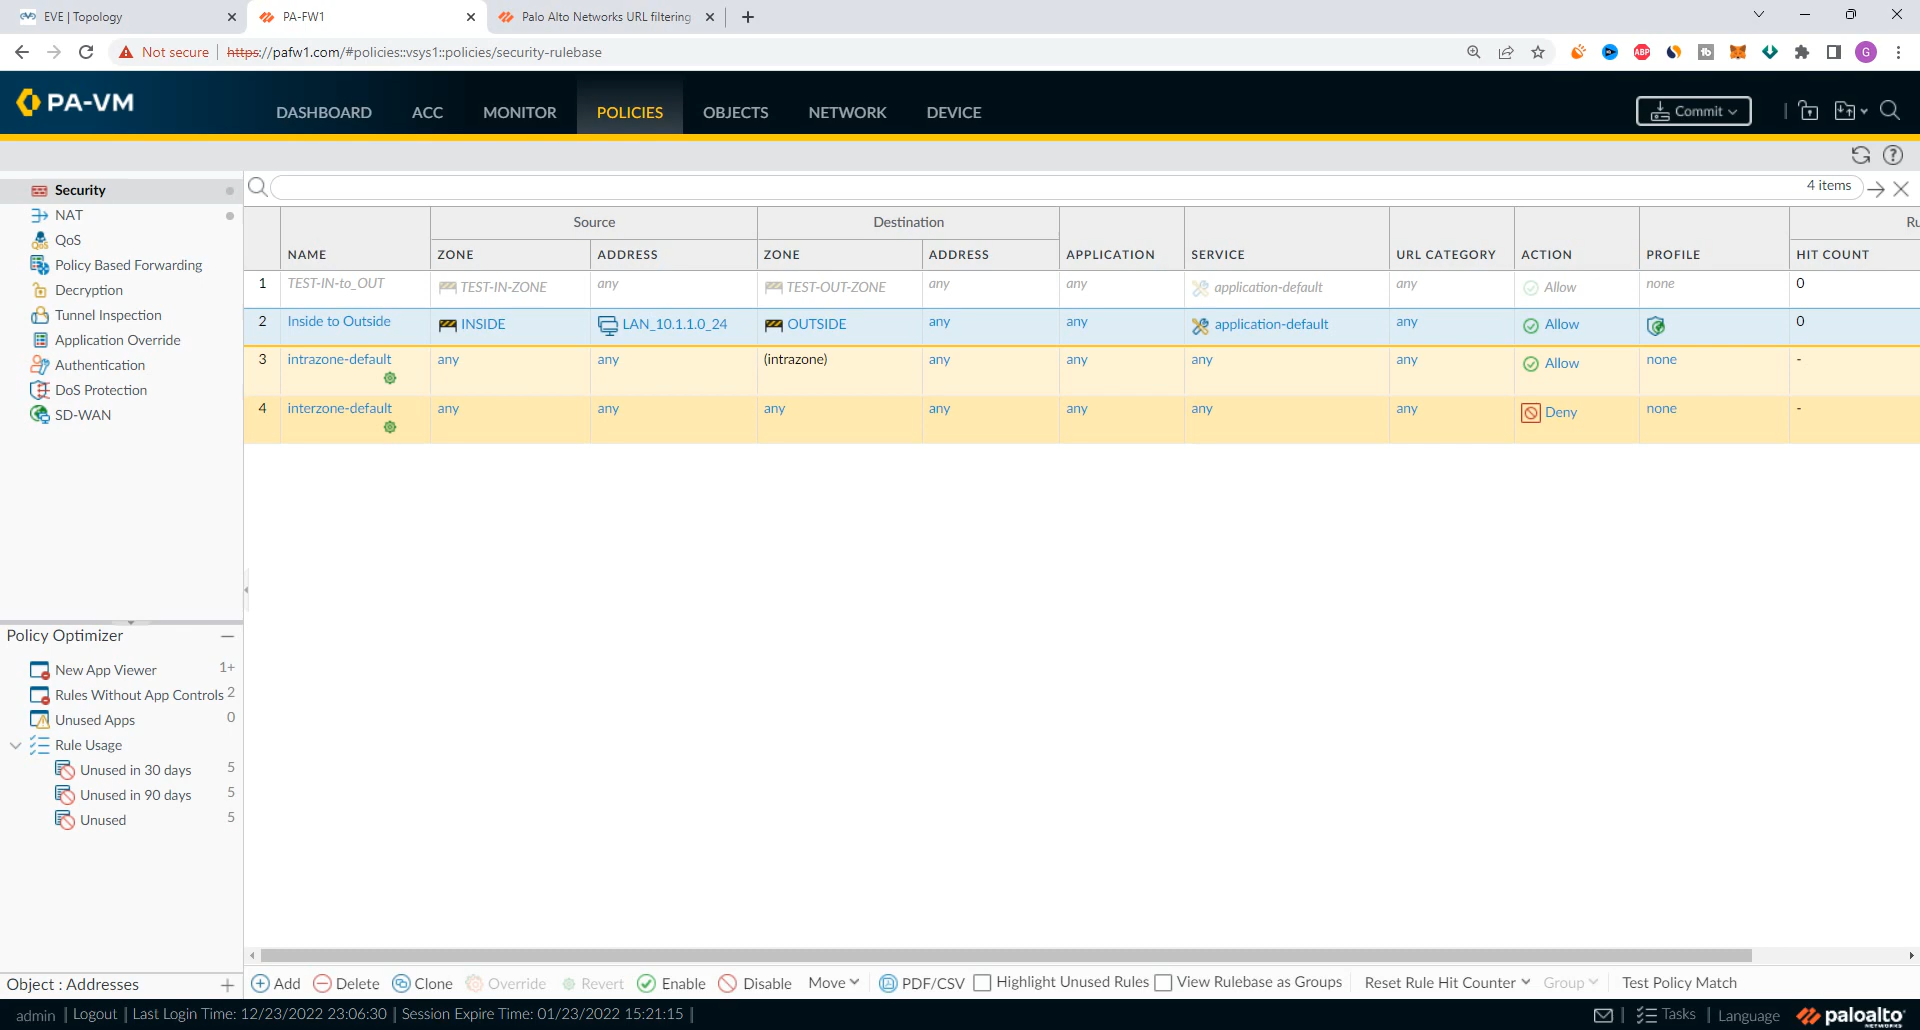 EVE | Topology
PA-FW1
Palo Alto Networks URL filtering
Not secure | https://pafw1.com/#policies::vsys1::policies/security-rulebase
ABP
G
PA-VM
DASHBOARD ACC MONITOR POLICIES OBJECTS NETWORK DEVICE
Commit
4 items
Security
NAT
QoS
Policy Based Forwarding
Decryption
Tunnel Inspection
Application Override
Authentication
DoS Protection
SD-WAN
Source Destination Ru
NAME ZONE ADDRESS ZONE ADDRESS APPLICATION SERVICE URL CATEGORY ACTION PROFILE HIT COUNT
1 TEST-IN-to_OUT TEST-IN-ZONE any TEST-OUT-ZONE any any application-default any Allow none 0
2 Inside to Outside INSIDE LAN_10.1.1.0_24 OUTSIDE any any application-default any Allow 0
3 intrazone-default any any (intrazone) any any any any Allow none -
4 interzone-default any any any any any any any Deny none -
Policy Optimizer
New App Viewer 1+
Rules Without App Controls 2
Unused Apps 0
Rule Usage
Unused in 30 days 5
Unused in 90 days 5
Unused 5
Object : Addresses
Add Delete Clone Override Revert Enable Disable Move PDF/CSV Highlight Unused Rules View Rulebase as Groups Reset Rule Hit Counter Group Test Policy Match
admin | Logout | Last Login Time: 12/23/2022 23:06:30 | Session Expire Time: 01/23/2022 15:21:15 |
Tasks | Language
paloalto
NETWORKS